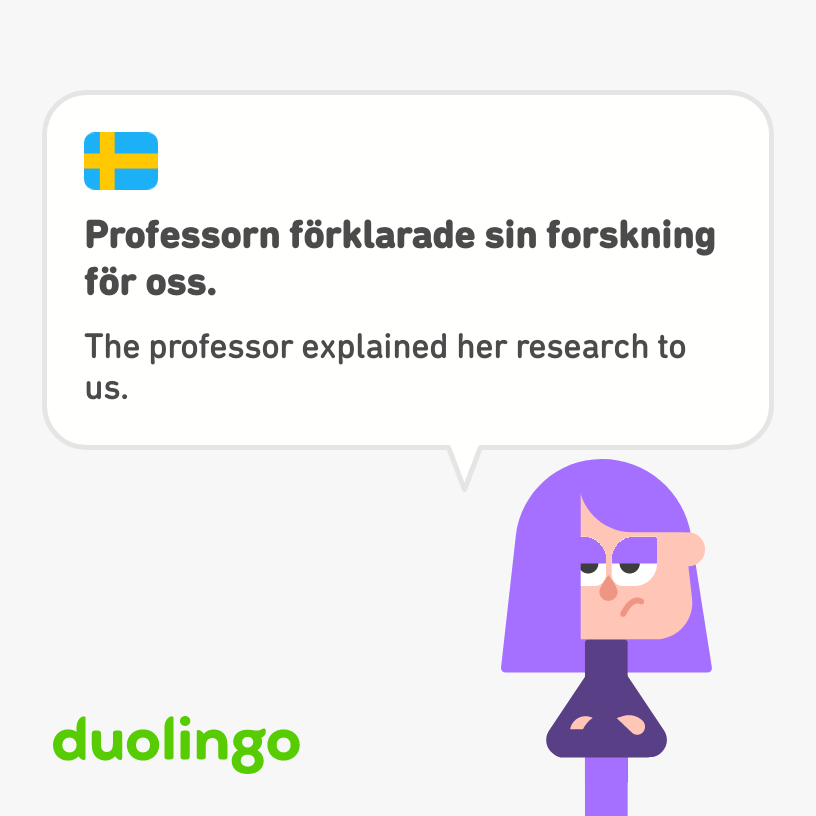 Professorn förklarade sin forskning
för oss.
The professor explained her research to
us.
duolingo